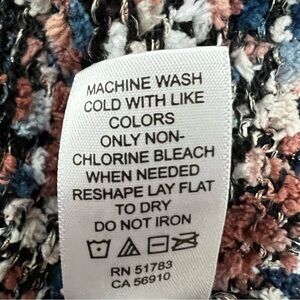 MACHINE WASH
COLD WITH LIKE
COLORS
ONLY NON-
CHLORINE BLEACH
WHEN NEEDED
RESHAPE LAY FLAT
TO DRY
DO NOT IRON
RN 51783
CA 56910